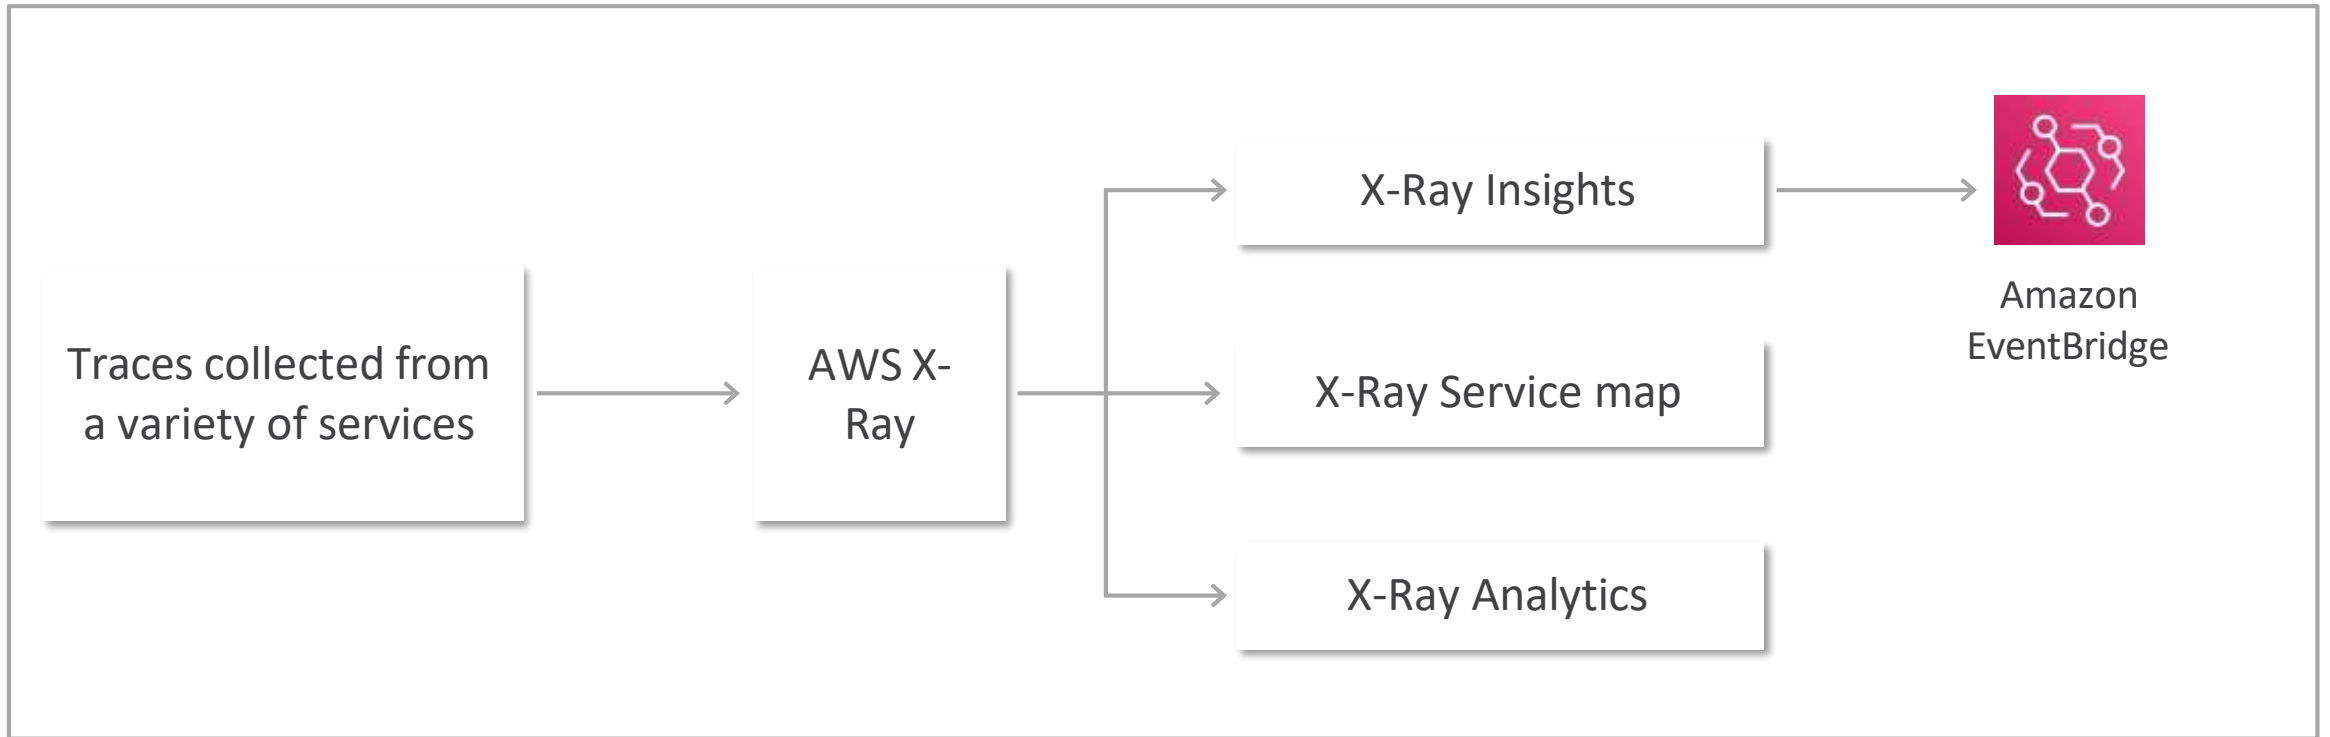 Traces collected from
a variety of services
AWS X-
Ray
X-Ray Insights
X-Ray Service map
X-Ray Analytics
Amazon
EventBridge